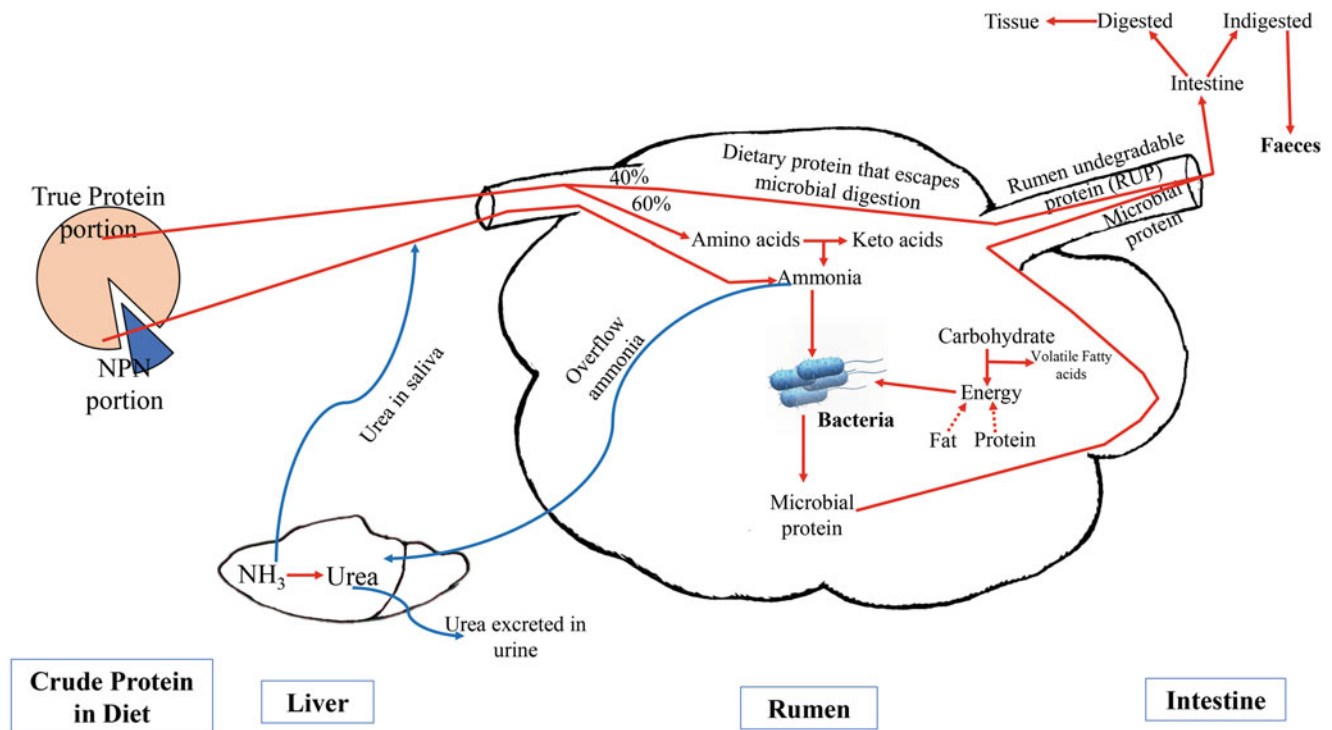 Tissue
Digested
Indigested
Intestine
Faeces
True Protein
portion
NPN
portion
40%
60%
Dietary protein that escapes
microbial digestion
Rumen undegradable
protein (RUP)
Microbial
protein
Amino acids
Keto acids
Ammonia
Urea in saliva
Overflow
ammonia
Carbohydrate
Volatile Fatty
acids
Energy
Fat
Protein
Bacteria
Microbial
protein
NH₃
Urea
Urea excreted in
urine
Crude Protein
in Diet
Liver
Rumen
Intestine